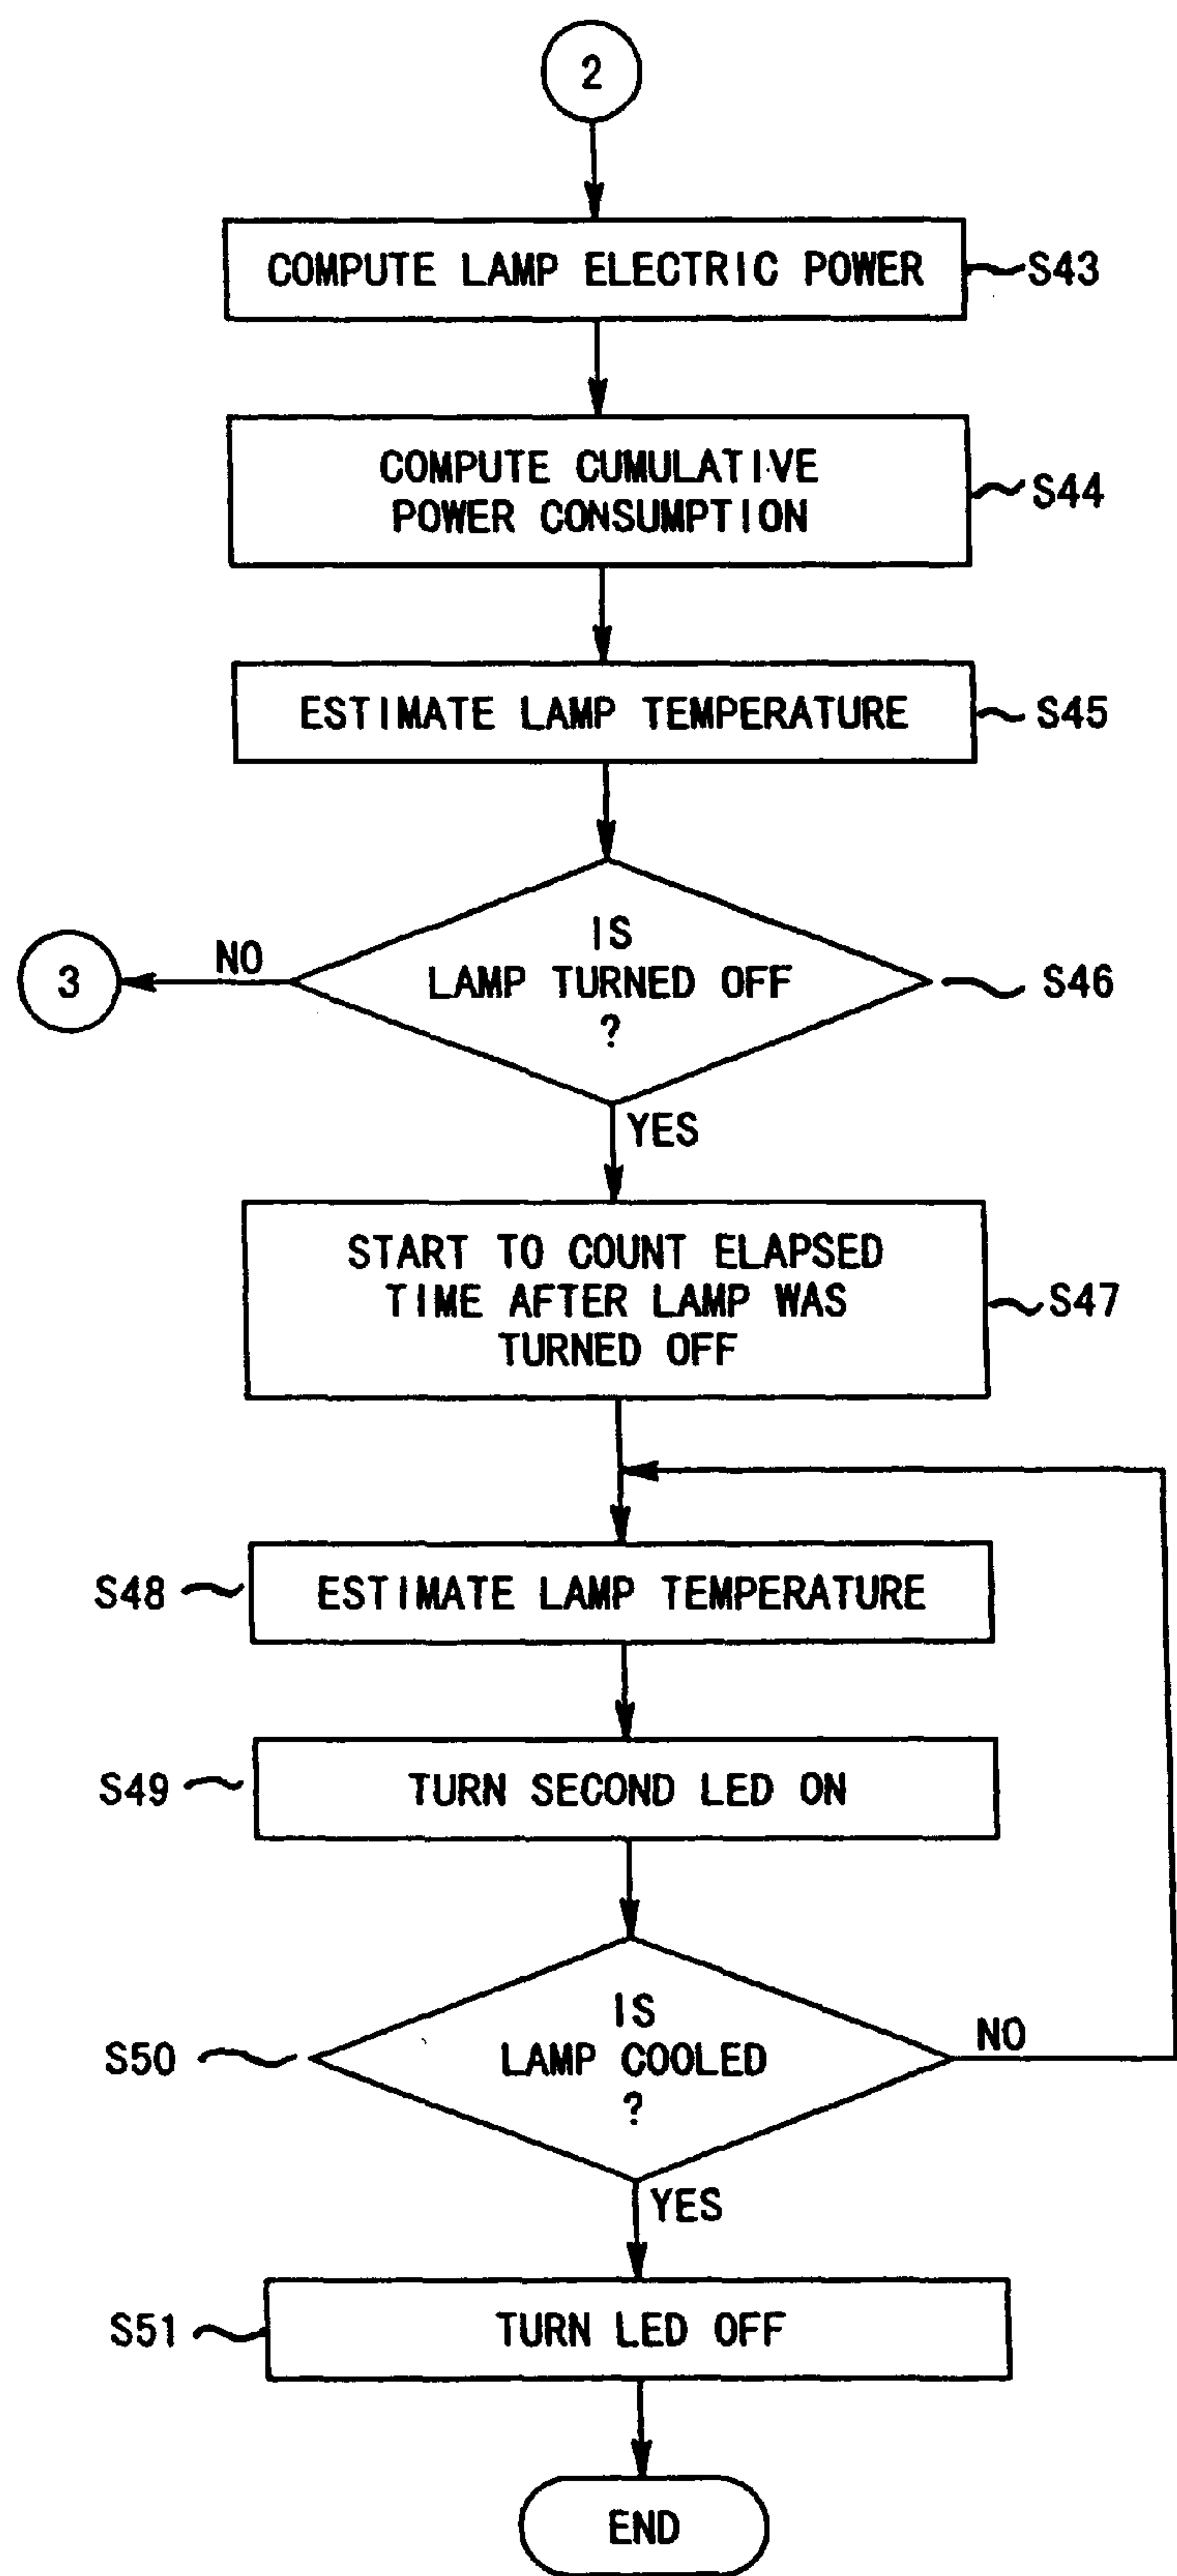 2
COMPUTE LAMP ELECTRIC POWER
S43
COMPUTE CUMULATIVE
POWER CONSUMPTION
S44
ESTIMATE LAMP TEMPERATURE
S45
IS
LAMP TURNED OFF
?
S46
NO
3
YES
START TO COUNT ELAPSED
TIME AFTER LAMP WAS
TURNED OFF
S47
S48
ESTIMATE LAMP TEMPERATURE
S49
TURN SECOND LED ON
S50
IS
LAMP COOLED
?
NO
YES
S51
TURN LED OFF
END